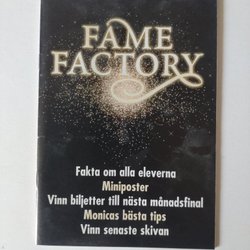 FAME
FACTORY
Fakta om alla eleverna
Miniposter
Vinn biljetter till nästa månadsfinal
Monicas bästa tips
Vinn senaste skivan